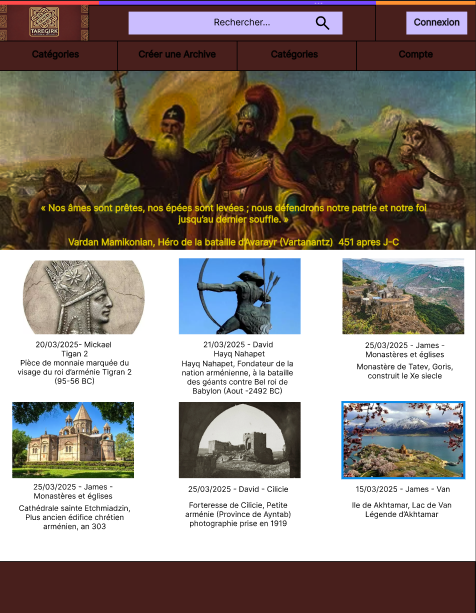 TAREGIRK
Rechercher...
Connexion
Catégories
Créer une Archive
Catégories
Compte
« Nos âmes sont prêtes, nos épées sont levées ; nous défendrons notre patrie et notre foi
jusqu'au dernier souffle. »
Vardan Mamikonian, Héro de la bataille d'Avarayr (Vartanantz) 451 apres J-C
20/03/2025- Mickael
Tigan 2
Pièce de monnaie marquée du
visage du roi d'arménie Tigran 2
(95-56 BC)
21/03/2025 - David
Hayq Nahapet
Hayq Nahapet, Fondateur de la
nation arménienne, à la bataille
des géants contre Bel roi de
Babylon (Aout -2492 BC)
25/03/2025 - James -
Monastères et églises
Monastère de Tatev, Goris,
construit le Xe siecle
25/03/2025 - James -
Monastères et églises
Cathédrale sainte Etchmiadzin,
Plus ancien édifice chrétien
arménien, an 303
25/03/2025 - David - Cilicie
Forteresse de Cilicie, Petite
arménie (Province de Ayntab)
photographie prise en 1919
15/03/2025 - James - Van
Ile de Akhtamar, Lac de Van
Légende d'Akhtamar